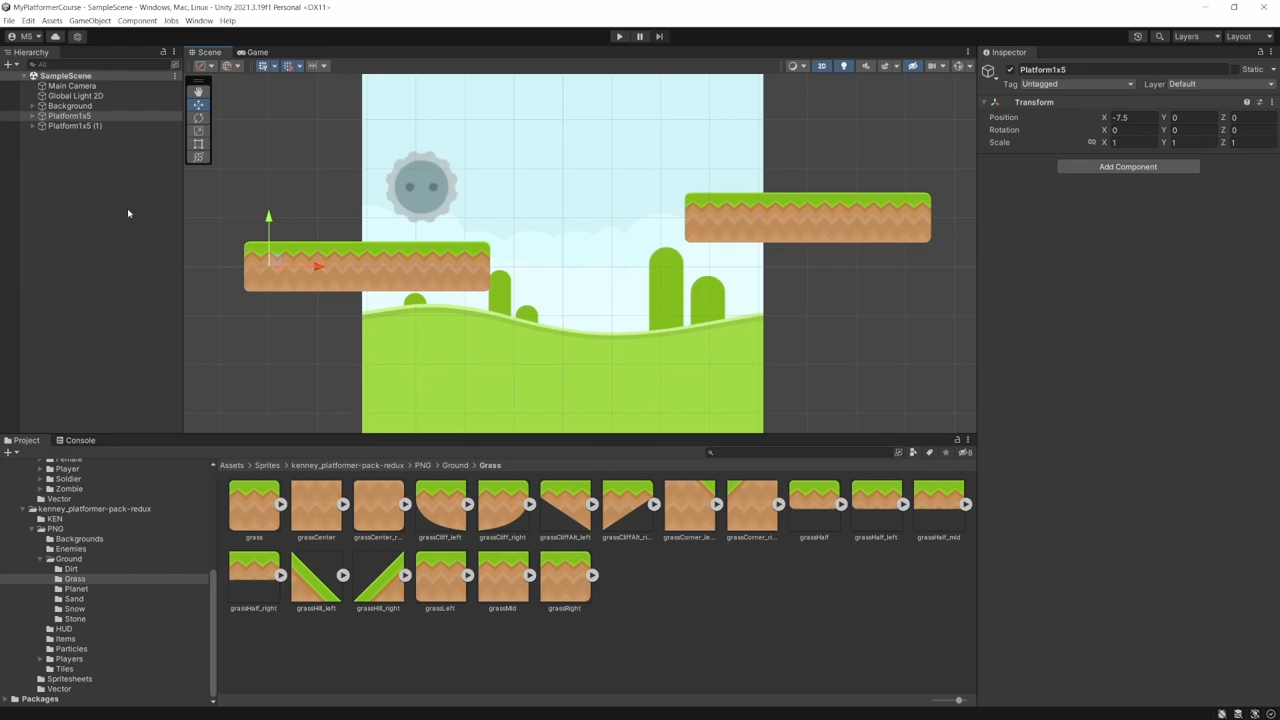 MyPlatformerCourse - SampleScene - Windows, Mac, Linux - Unity 2021.3.19f1 Personal <DX11>
File Edit Assets GameObject Component Jobs Window Help
MS Layers Layout
Hierarchy
All
SampleScene
Main Camera
Global Light 2D
Background
Platform1x5
Platform1x5 (1)
Scene Game
2D
Inspector
Platform1x5 Static
Tag Untagged Layer Default
Transform
Position X -7.5 Y 0 Z 0
Rotation X 0 Y 0 Z 0
Scale X 1 Y 1 Z 1
Add Component
Project Console
8
Player
Soldier
Zombie
Vector
kenney_platformer-pack-redux
KEN
PNG
Backgrounds
Enemies
Ground
Dirt
Grass
Planet
Sand
Snow
Stone
HUD
Items
Particles
Players
Tiles
Spritesheets
Vector
Packages
Assets > Sprites > kenney_platformer-pack-redux > PNG > Ground > Grass
grass grassCenter grassCenter_r... grassCliff_left grassCliff_right grassCliffAlt_left grassCliffAlt_ri... grassCorner_le... grassCorner_ri... grassHalf grassHalf_left grassHalf_mid
grassHalf_right grassHill_left grassHill_right grassLeft grassMid grassRight